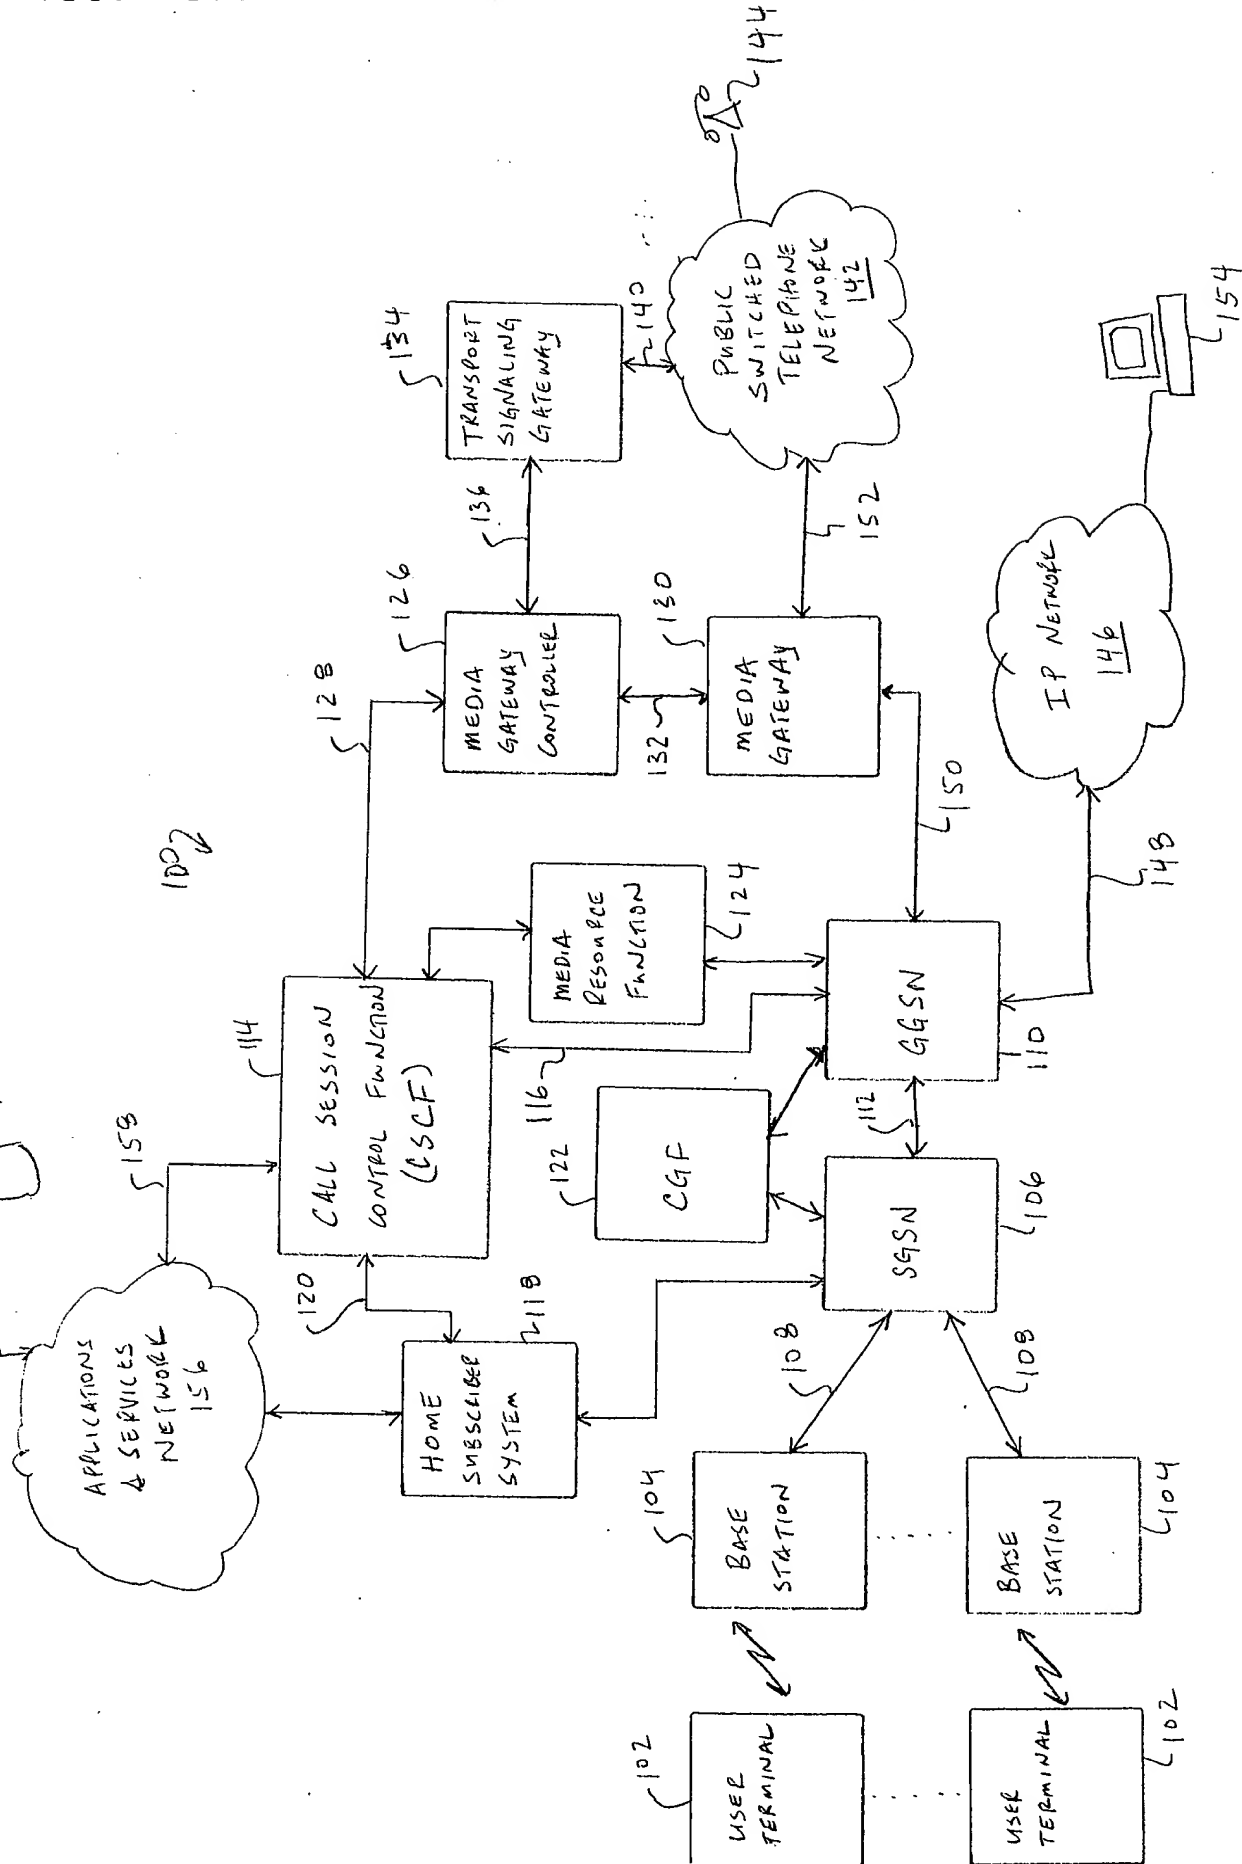 100
APPLICATIONS
& SERVICES
NETWORK
156
158
114
CALL SESSION
CONTROL FUNCTION
(CSCF)
120
HOME
SUBSCRIBER
SYSTEM
118
128
126
MEDIA
GATEWAY
CONTROLLER
136
134
TRANSPORT
SIGNALING
GATEWAY
140
132
130
MEDIA
GATEWAY
152
PUBLIC
SWITCHED
TELEPHONE
NETWORK
142
144
MEDIA
RESOURCE
FUNCTION
124
116
122
CGF
150
GGSN
110
112
SGSN
106
148
IP NETWORK
146
154
108
108
104
BASE
STATION
BASE
STATION
104
102
USER
TERMINAL
USER
TERMINAL
102